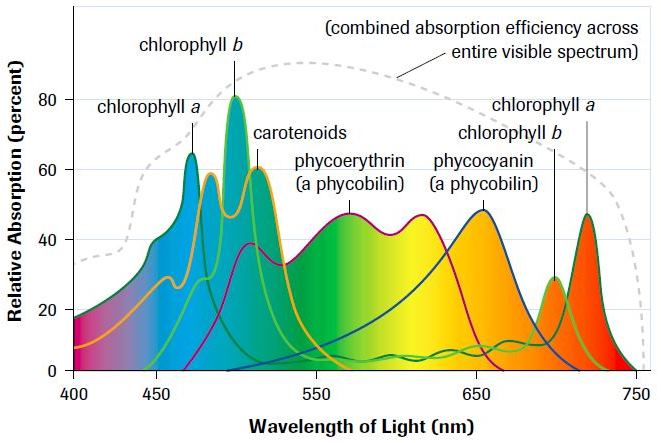 (combined absorption efficiency across
entire visible spectrum)
chlorophyll b
chlorophyll a
chlorophyll a
carotenoids
chlorophyll b
phycoerythrin
(a phycobilin)
phycocyanin
(a phycobilin)
Relative Absorption (percent)
80
60
40
20
0
400
450
550
650
750
Wavelength of Light (nm)